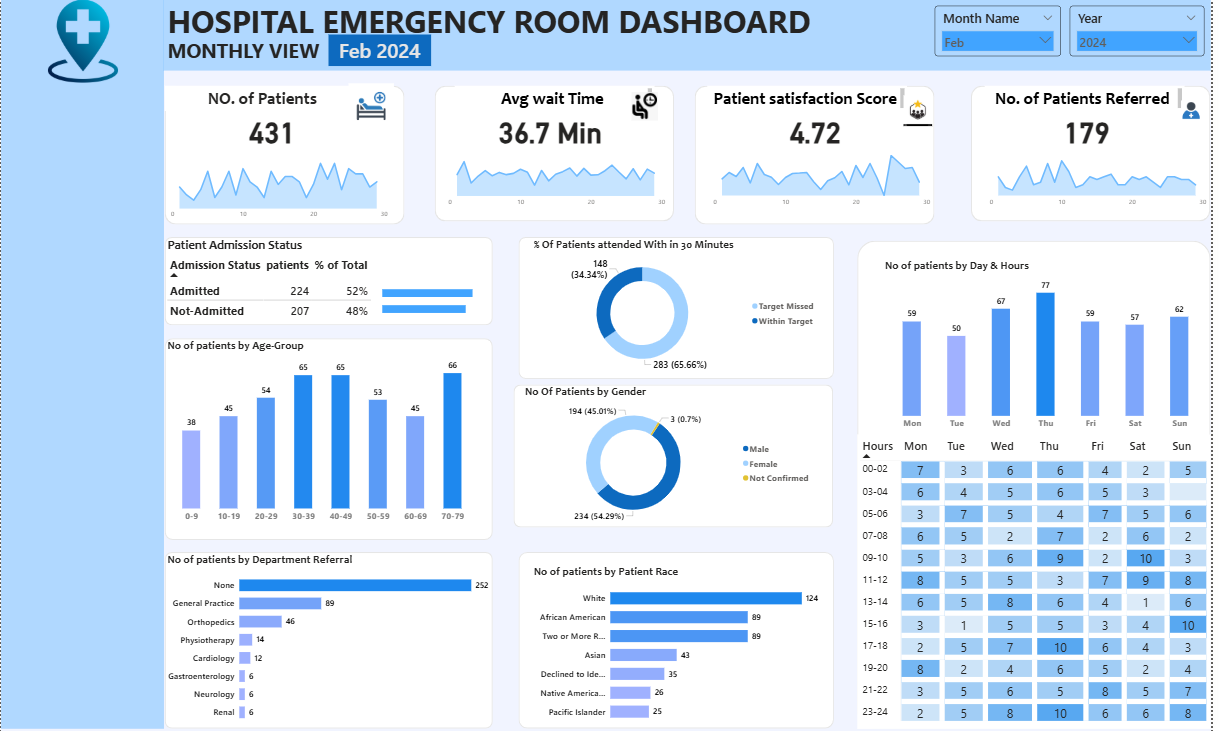 HOSPITAL EMERGENCY ROOM DASHBOARD
MONTHLY VIEW Feb 2024
Month Name
Feb
Year
2024
NO. of Patients
431
0 10 20 30
Avg wait Time
36.7 Min
0 10 20 30
Patient satisfaction Score
4.72
0 10 20 30
No. of Patients Referred
179
0 10 20 30
Patient Admission Status
Admission Status patients % of Total
Admitted 224 52%
Not-Admitted 207 48%
% Of Patients attended With in 30 Minutes
148
(34.34%)
283 (65.66%)
Target Missed
Within Target
No of patients by Age-Group
38 45 54 65 65 53 45 66
0-9 10-19 20-29 30-39 40-49 50-59 60-69 70-79
No Of Patients by Gender
194 (45.01%)
3 (0.7%)
234 (54.29%)
Male
Female
Not Confirmed
No of patients by Department Referral
None 252
General Practice 89
Orthopedics 46
Physiotherapy 14
Cardiology 12
Gastroenterology 6
Neurology 6
Renal 6
No of patients by Patient Race
White 124
African American 89
Two or More R... 89
Asian 43
Declined to Ide... 35
Native America... 26
Pacific Islander 25
No of patients by Day & Hours
59 50 67 77 59 57 62
Mon Tue Wed Thu Fri Sat Sun
Hours Mon Tue Wed Thu Fri Sat Sun
00-02 7 3 6 6 4 2 5
03-04 6 4 5 6 5 3
05-06 3 7 5 4 7 5 6
07-08 6 5 2 7 2 6 2
09-10 5 3 6 9 2 10 3
11-12 8 5 5 3 7 9 8
13-14 6 5 8 6 4 1 6
15-16 3 1 5 5 3 4 10
17-18 2 5 7 10 6 4 3
19-20 8 2 4 6 5 2 4
21-22 3 5 6 5 8 5 7
23-24 2 5 8 10 6 6 8